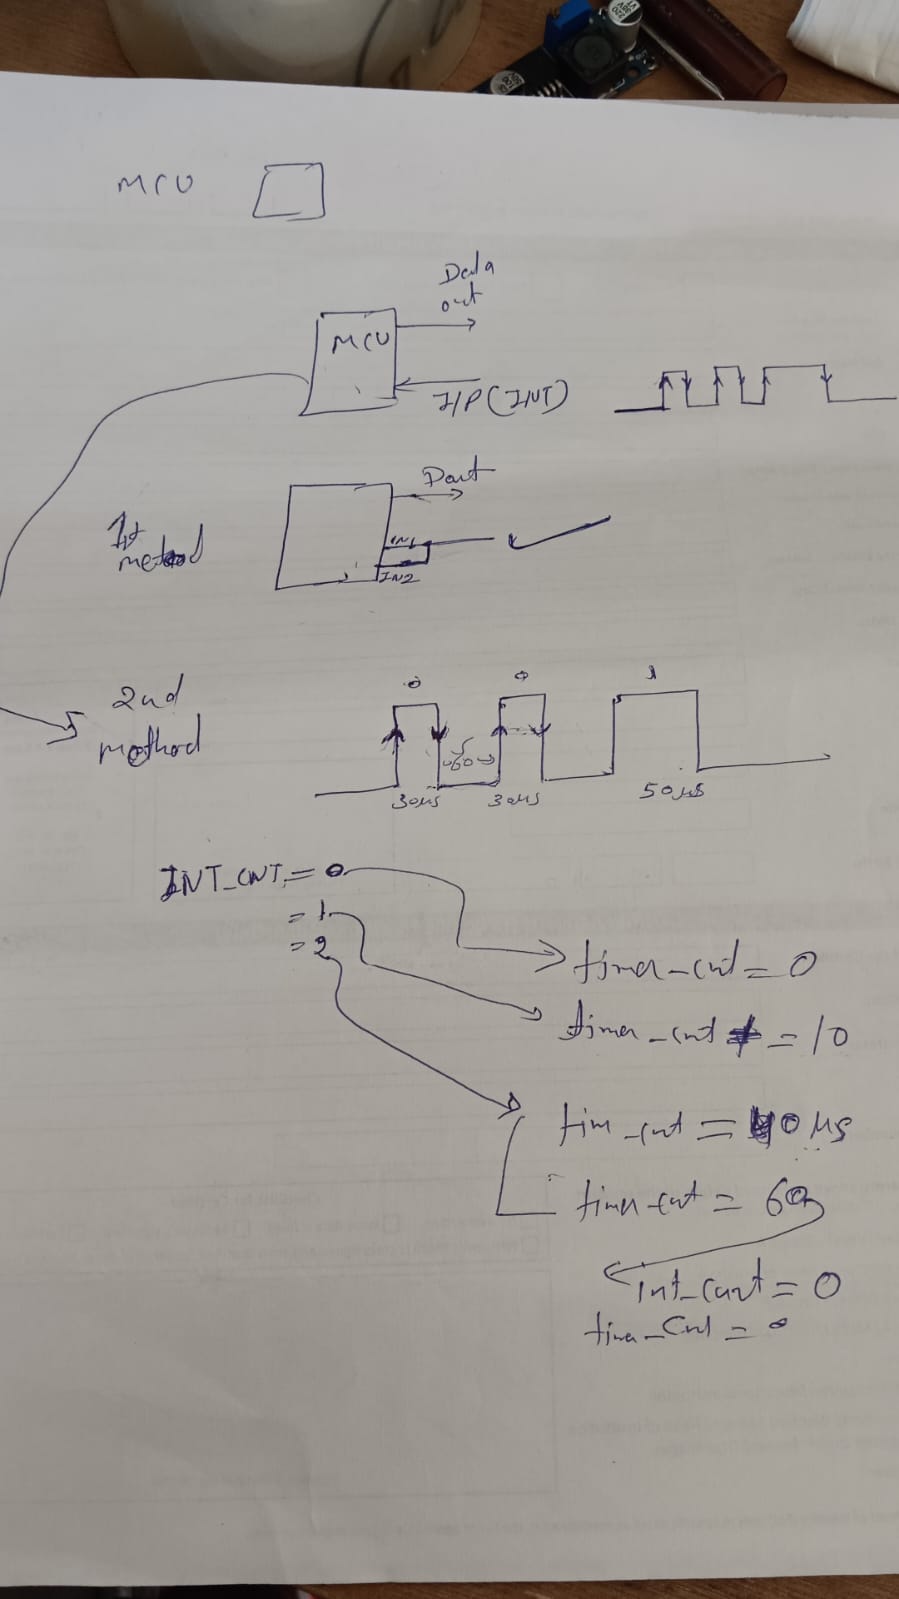 MCU
Data
out
MCU
I/P (INT)
Dout
1st
method
IN1
IN2
2nd
method
0 0 1
60
30µs 30µs 50µs
INT_CNT = 0
= 1
= 2
timer_cnt = 0
timer_cnt = 10
tim_cnt = 40 µs
timer_cnt = 60
int_cunt = 0
timer_cnt = 0